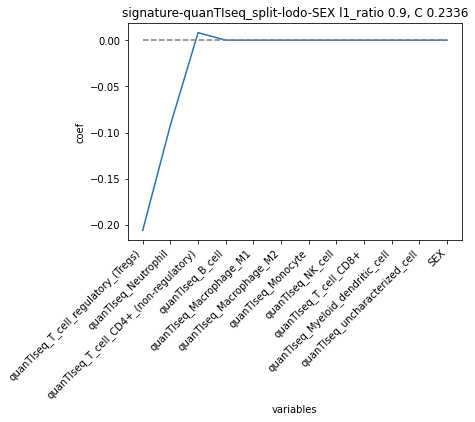 signature-quanTIseq_split-lodo-SEX l1_ratio 0.9, C 0.2336
0.00
−0.05
−0.10
−0.15
−0.20
coef
quanTIseq_T_cell_regulatory_(Tregs)
quanTIseq_Neutrophil
quanTIseq_T_cell_CD4+_(non-regulatory)
quanTIseq_B_cell
quanTIseq_Macrophage_M1
quanTIseq_Macrophage_M2
quanTIseq_Monocyte
quanTIseq_NK_cell
quanTIseq_T_cell_CD8+
quanTIseq_Myeloid_dendritic_cell
quanTIseq_uncharacterized_cell
SEX
variables